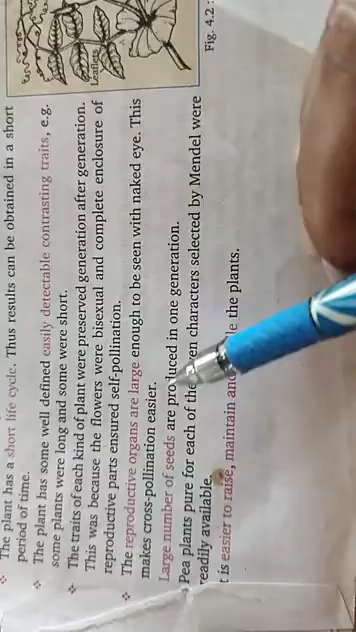 Leaflets
Fig. 4.2 :
The plant has a short life cycle. Thus results can be obtained in a short
period of time.
The plant has some well defined easily detectable contrasting traits, e.g.
some plants were long and some were short.
The traits of each kind of plant were preserved generation after generation.
This was because the flowers were bisexual and complete enclosure of
reproductive parts ensured self-pollination.
The reproductive organs are large enough to be seen with naked eye. This
makes cross-pollination easier.
Large number of seeds are produced in one generation.
Pea plants pure for each of the characters selected by Mendel were
readily available.
t is easier to raise, maintain and the plants.